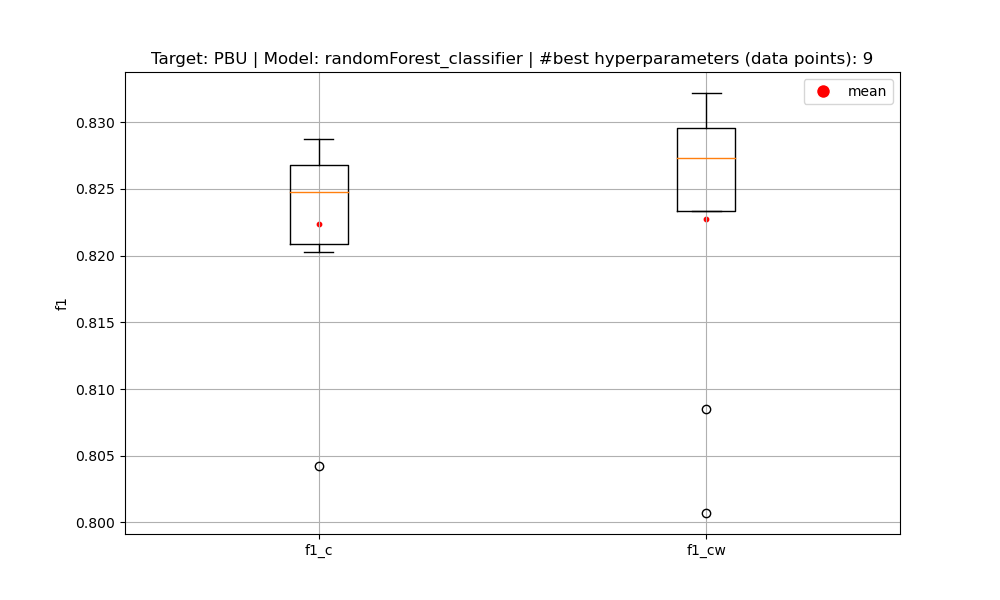 Target: PBU | Model: randomForest_classifier | #best hyperparameters (data points): 9
mean
0.830
0.825
0.820
0.815
0.810
0.805
0.800
f1
f1_c
f1_cw